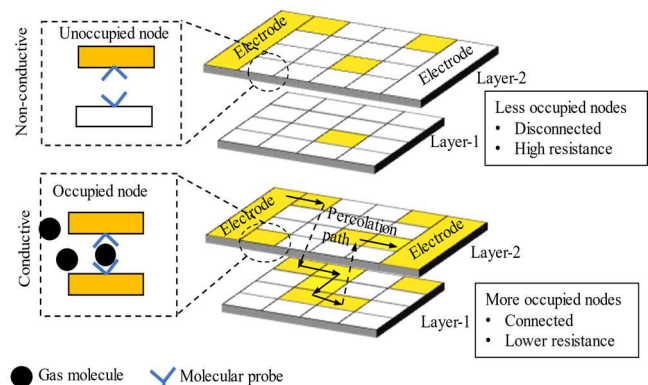 Non-conductive
Unoccupied node
Electrode
Electrode
Layer-2
Layer-1
Less occupied nodes
• Disconnected
• High resistance
Conductive
Occupied node
Electrode
Percolation
path
Electrode
Layer-2
Layer-1
More occupied nodes
• Connected
• Lower resistance
Gas molecule
Molecular probe